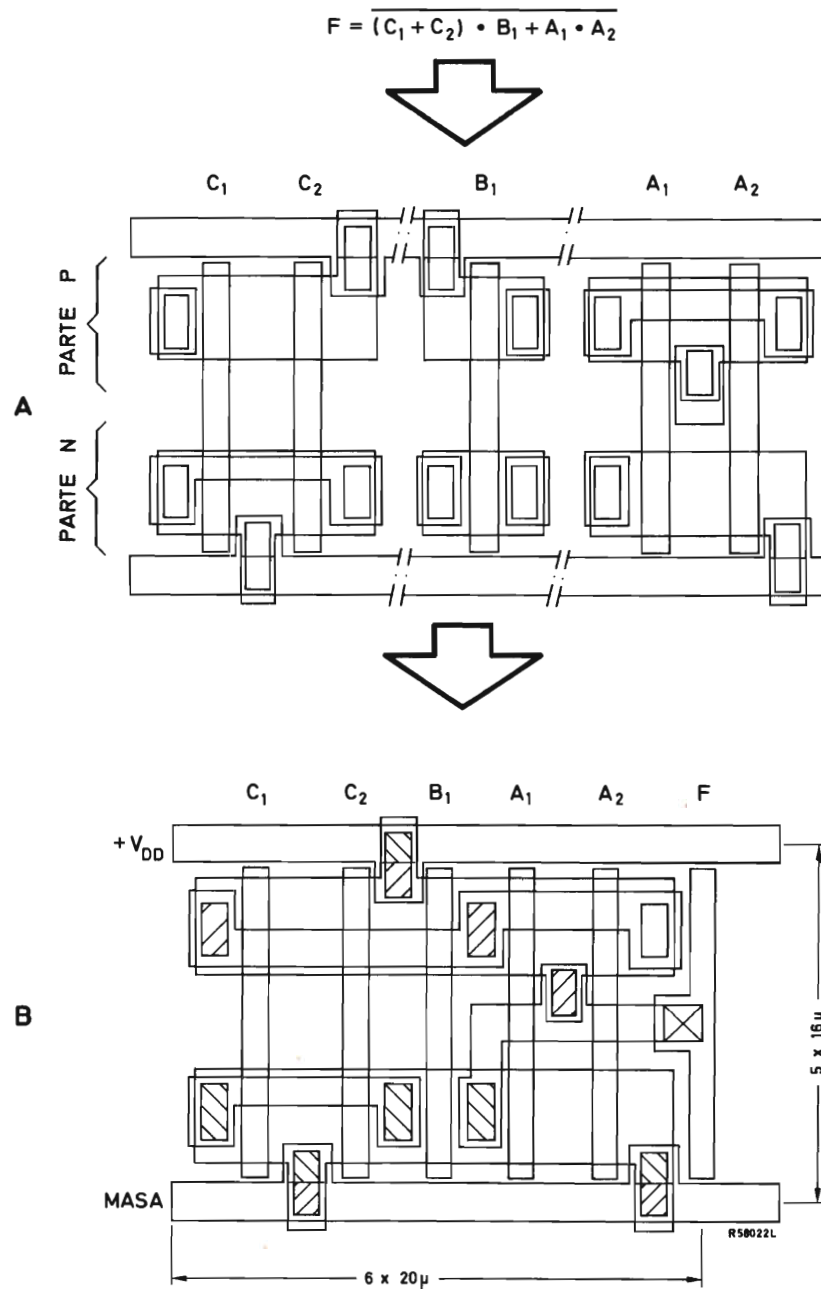 F = (C₁ + C₂) • B₁ + A₁ • A₂
C₁ C₂ B₁ A₁ A₂
PARTE P
A
PARTE N
C₁ C₂ B₁ A₁ A₂ F
+V_DD
B
5 x 16µ
MASA
R58022L
6 x 20µ